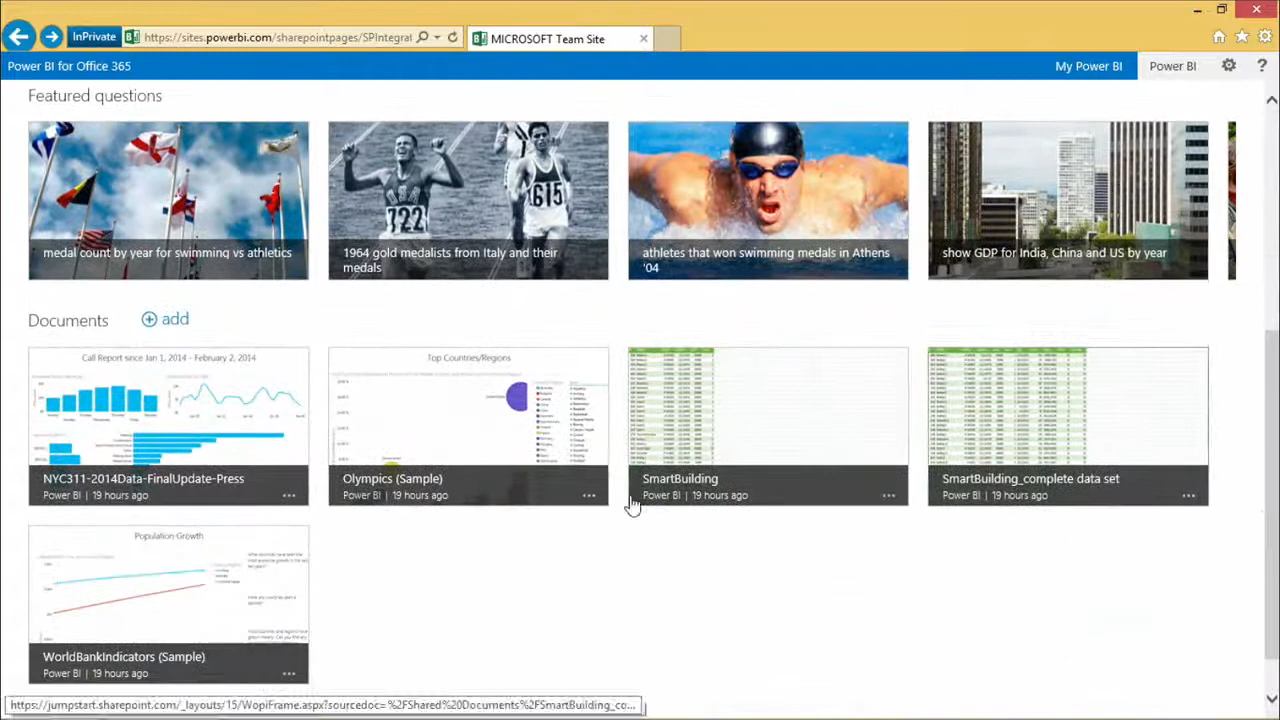 InPrivate
https://sites.powerbi.com/sharepointpages/SPIntegrat
MICROSOFT Team Site
Power BI for Office 365
My Power BI
Power BI
?
Featured questions
722
615
medal count by year for swimming vs athletics
1964 gold medalists from Italy and their
medals
athletes that won swimming medals in Athens
'04
show GDP for India, China and US by year
Documents
add
Call Report since Jan 1, 2014 - February 2, 2014
NYC311-2014Data-FinalUpdate-Press
Power BI | 19 hours ago
...
Top Countries/Regions
Olympics (Sample)
Power BI | 19 hours ago
...
SmartBuilding
Power BI | 19 hours ago
...
SmartBuilding_complete data set
Power BI | 19 hours ago
...
Population Growth
WorldBankIndicators (Sample)
Power BI | 19 hours ago
...
https://jumpstart.sharepoint.com/_layouts/15/WopiFrame.aspx?sourcedoc=%2FShared%20Documents%2FSmartBuilding_co...